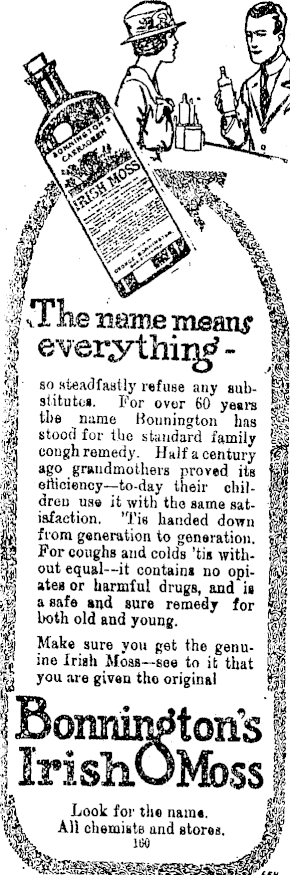 BONNINGTON'S
CARRAGHEEN
IRISH MOSS
GEORGE BONNINGTON
The name means
everything-
so steadfastly refuse any sub-
stitutes. For over 60 years
the name Bonnington has
stood for the standard family
cough remedy. Half a century
ago grandmothers proved its
efficiency—to-day their chil-
dren use it with the same sat-
isfaction. 'Tis handed down
from generation to generation.
For coughs and colds 'tis with-
out equal—it contains no opi-
ates or harmful drugs, and is
a safe and sure remedy for
both old and young.
Make sure you get the genu-
ine Irish Moss—see to it that
you are given the original
Bonnington's
Irish Moss
Look for the name.
All chemists and stores.
160